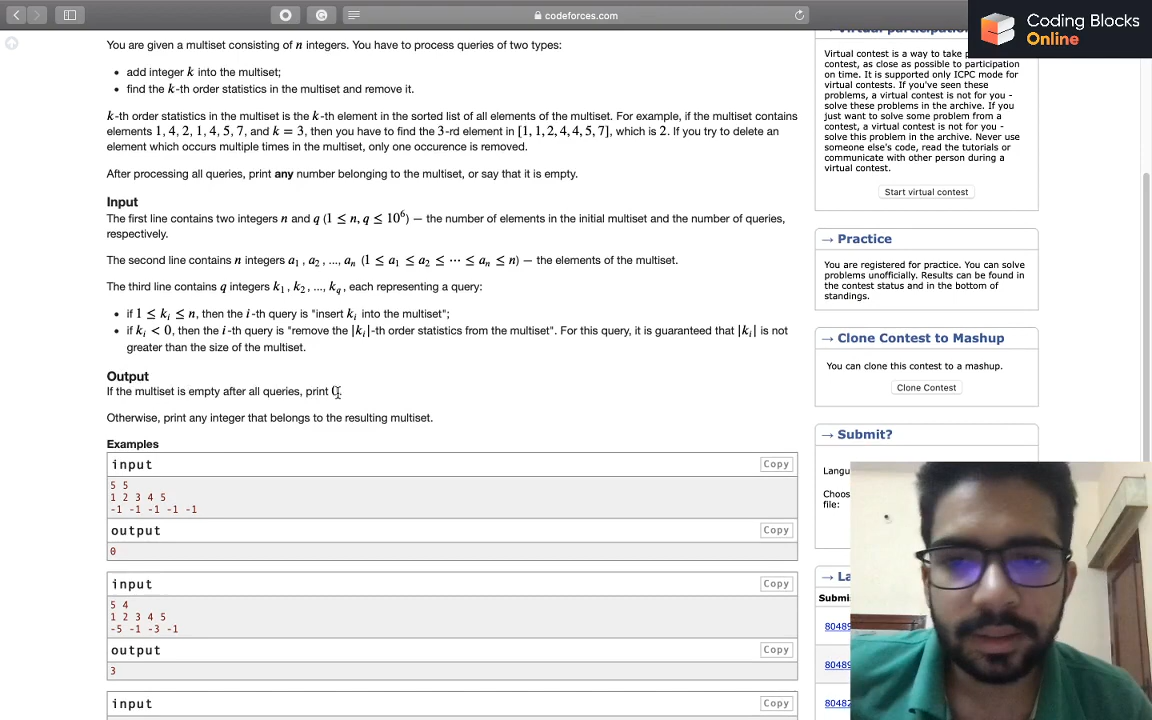 codeforces.com
Coding Blocks
Online
You are given a multiset consisting of n integers. You have to process queries of two types:
• add integer k into the multiset;
• find the k-th order statistics in the multiset and remove it.
k-th order statistics in the multiset is the k-th element in the sorted list of all elements of the multiset. For example, if the multiset contains
elements 1, 4, 2, 1, 4, 5, 7, and k = 3, then you have to find the 3-rd element in [1, 1, 2, 4, 4, 5, 7], which is 2. If you try to delete an
element which occurs multiple times in the multiset, only one occurence is removed.
After processing all queries, print any number belonging to the multiset, or say that it is empty.
Input
The first line contains two integers n and q (1 ≤ n, q ≤ 10⁶) — the number of elements in the initial multiset and the number of queries,
respectively.
The second line contains n integers a₁, a₂, ..., aₙ (1 ≤ a₁ ≤ a₂ ≤ ⋯ ≤ aₙ ≤ n) — the elements of the multiset.
The third line contains q integers k₁, k₂, ..., k_q, each representing a query:
• if 1 ≤ kᵢ ≤ n, then the i-th query is "insert kᵢ into the multiset";
• if kᵢ < 0, then the i-th query is "remove the |kᵢ|-th order statistics from the multiset". For this query, it is guaranteed that |kᵢ| is not
greater than the size of the multiset.
Output
If the multiset is empty after all queries, print 0.
Otherwise, print any integer that belongs to the resulting multiset.
Examples
input
Copy
5 5
1 2 3 4 5
-1 -1 -1 -1 -1
output
Copy
0
input
Copy
5 4
1 2 3 4 5
-5 -1 -3 -1
output
Copy
3
input
Copy
Virtual contest is a way to take
contest, as close as possible to participation
on time. It is supported only ICPC mode for
virtual contests. If you've seen these
problems, a virtual contest is not for you -
solve these problems in the archive. If you
just want to solve some problem from a
contest, a virtual contest is not for you -
solve this problem in the archive. Never use
someone else's code, read the tutorials or
communicate with other person during a
virtual contest.
Start virtual contest
→ Practice
You are registered for practice. You can solve
problems unofficially. Results can be found in
the contest status and in the bottom of
standings.
→ Clone Contest to Mashup
You can clone this contest to a mashup.
Clone Contest
→ Submit?
Langu
Choos
file:
→ La
Submi
80489
80489
80482